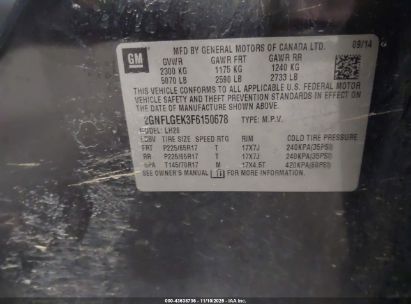 GM
MFD BY GENERAL MOTORS OF CANADA LTD. 09/14
GVWR GAWR FRT GAWR RR
2300 KG 1175 KG 1240 KG
5070 LB 2590 LB 2733 LB
THIS VEHICLE CONFORMS TO ALL APPLICABLE U.S. FEDERAL MOTOR
VEHICLE SAFETY AND THEFT PREVENTION STANDARDS IN EFFECT ON THE
DATE OF MANUFACTURE SHOWN ABOVE.
2GNFLGEK3F6150678 TYPE: M.P.V.
MODEL: LH26
TIRE SIZE SPEED RTG RIM COLD TIRE PRESSURE
FRT P225/65R17 T 17X7J 240KPA(35PSI)
RR P225/65R17 T 17X7J 240KPA(35PSI)
SPA T145/70R17 M 17X4.5T 420KPA(60PSI)
SEE OWNER'S MANUAL FOR MORE INFORMATION.